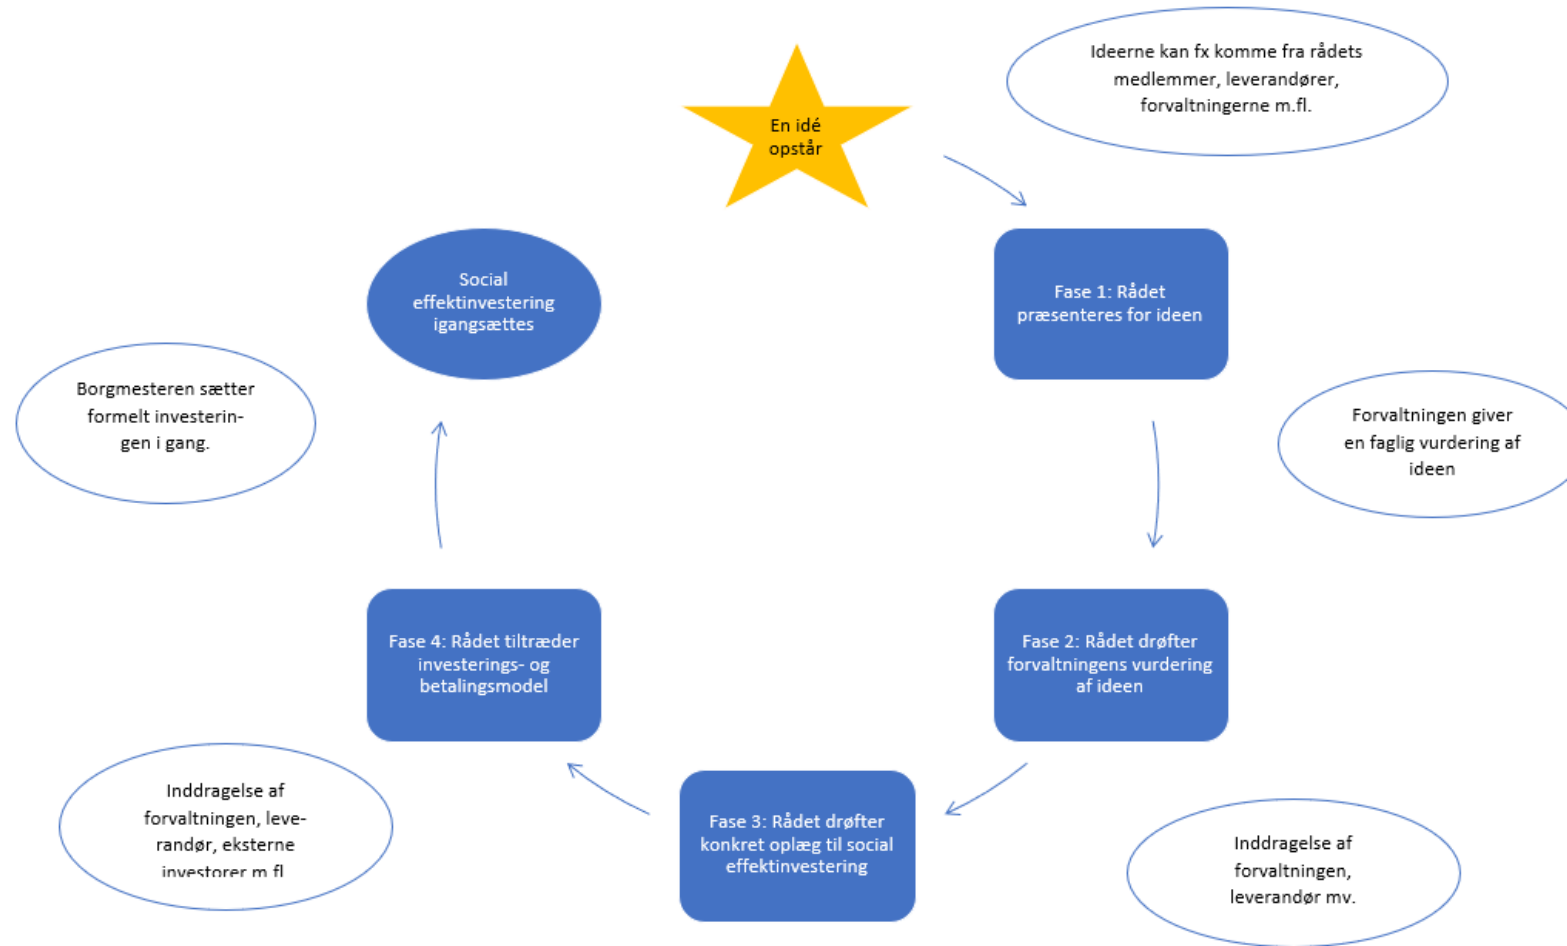 En idé
opstår
Ideerne kan fx komme fra rådets
medlemmer, leverandører,
forvaltningerne m.fl.
Fase 1: Rådet
præsenteres for ideen
Forvaltningen giver
en faglig vurdering af
ideen
Fase 2: Rådet drøfter
forvaltningens vurdering
af ideen
Inddragelse af
forvaltningen,
leverandør mv.
Fase 3: Rådet drøfter
konkret oplæg til social
effektinvestering
Inddragelse af
forvaltningen, leve-
randør, eksterne
investorer m fl
Fase 4: Rådet tiltræder
investerings- og
betalingsmodel
Borgmesteren sætter
formelt investerin-
gen i gang.
Social
effektinvestering
igangsættes